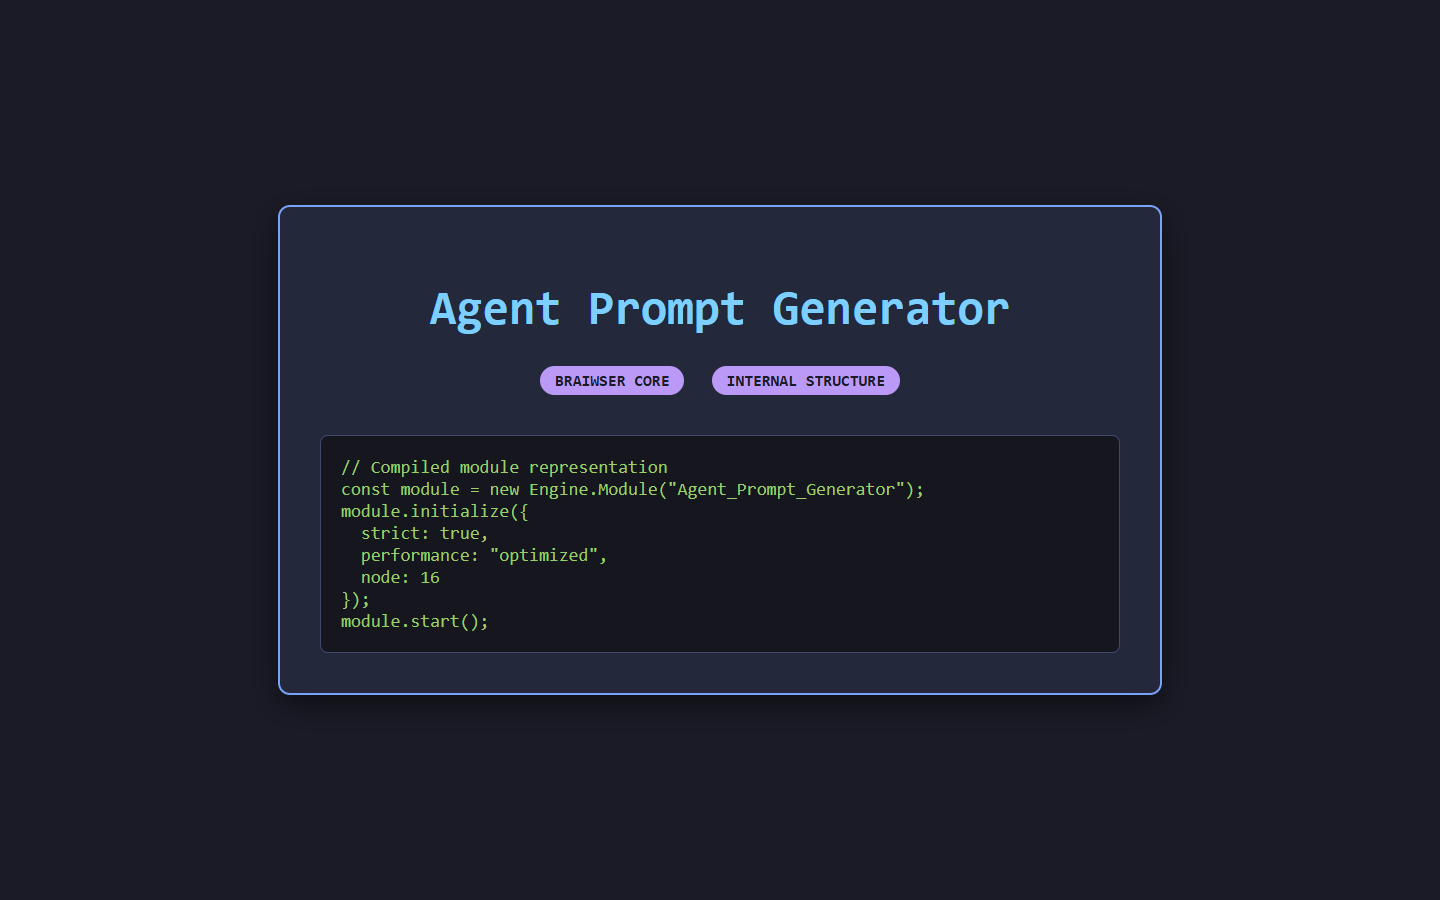 Agent Prompt Generator
BRAIWSER CORE INTERNAL STRUCTURE
// Compiled module representation
const module = new Engine.Module("Agent_Prompt_Generator");
module.initialize({
  strict: true,
  performance: "optimized",
  node: 16
});
module.start();